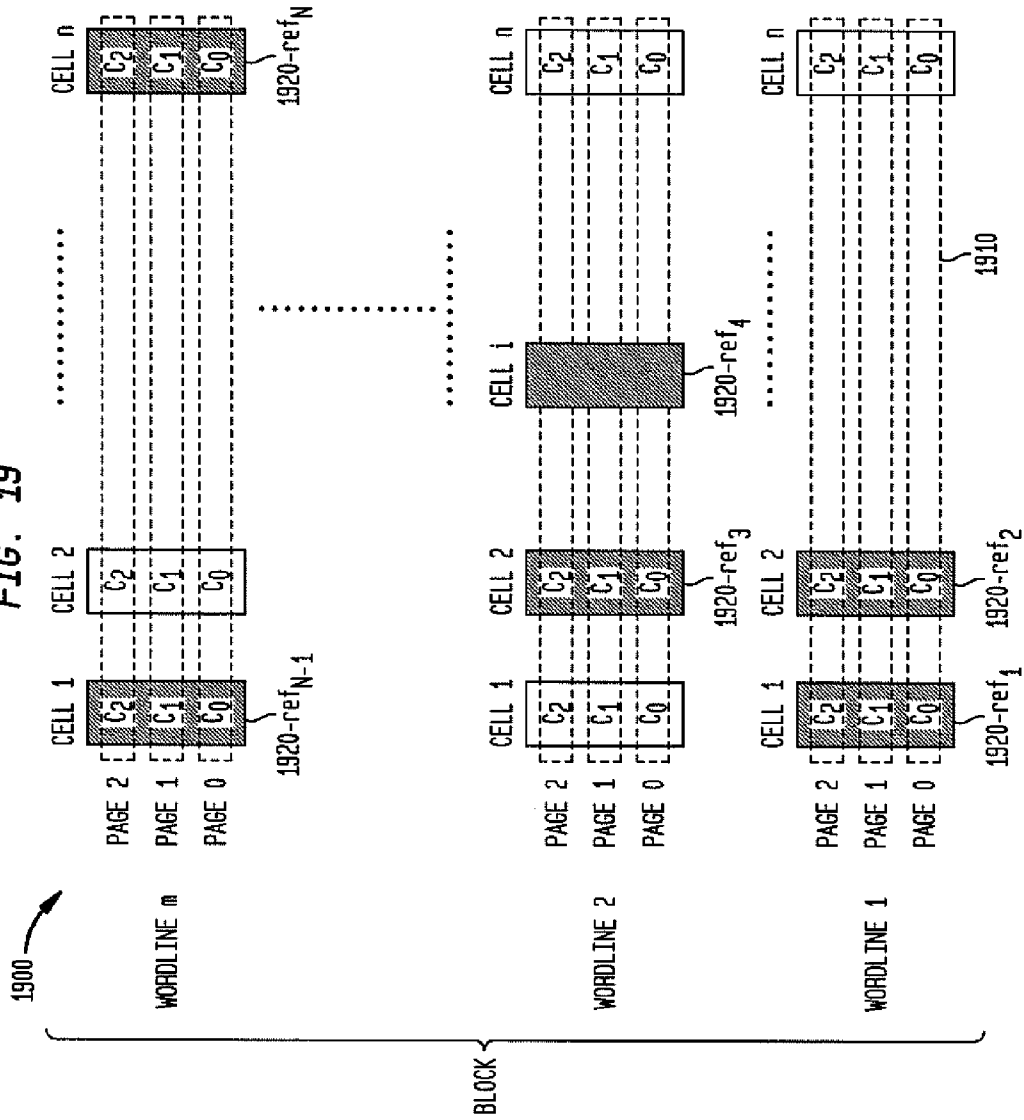 FIG. 19
1900
BLOCK
WORDLINE m
PAGE 2
PAGE 1
PAGE 0
CELL 1
C2
C1
C0
1920-refN-1
CELL 2
C2
C1
C0
CELL n
C2
C1
C0
1920-refN
WORDLINE 2
PAGE 2
PAGE 1
PAGE 0
CELL 1
C2
C1
C0
CELL 2
C2
C1
C0
1920-ref3
CELL i
1920-ref4
CELL n
C2
C1
C0
WORDLINE 1
PAGE 2
PAGE 1
PAGE 0
CELL 1
C2
C1
C0
1920-ref1
CELL 2
C2
C1
C0
1920-ref2
CELL n
C2
C1
C0
1910